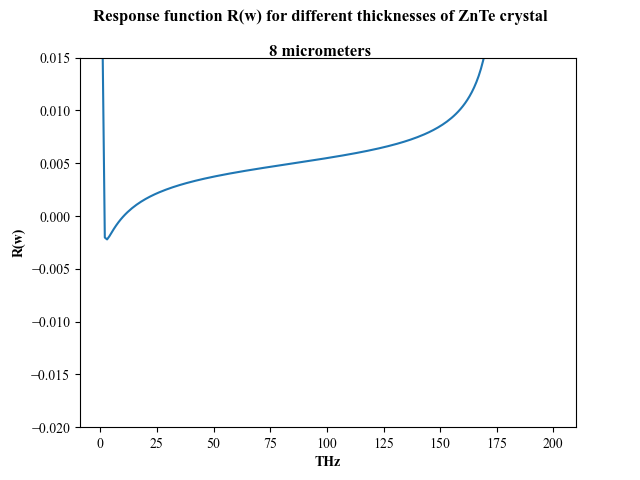 Response function R(w) for different thicknesses of ZnTe crystal
8 micrometers
0.015
0.010
0.005
0.000
−0.005
−0.010
−0.015
−0.020
R(w)
0 25 50 75 100 125 150 175 200
THz